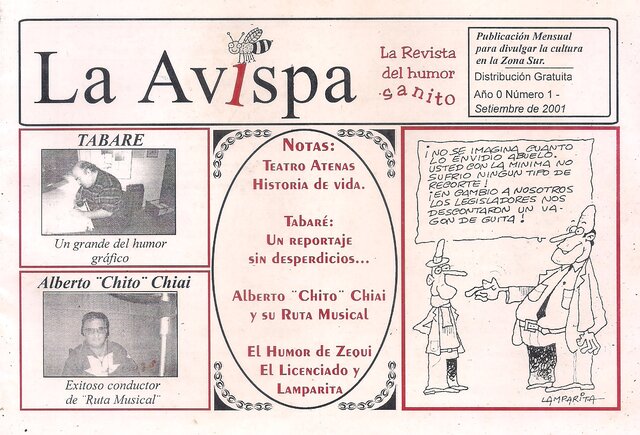 La Avispa
La Revista
del humor
sanito
Publicación Mensual
para divulgar la cultura
en la Zona Sur.
Distribución Gratuita
Año 0 Número 1 -
Setiembre de 2001
TABARE
Un grande del humor
gráfico
Alberto ¨Chito¨ Chiai
Exitoso conductor
de ¨Ruta Musical¨
Notas:
Teatro Atenas
Historia de vida.
Tabaré:
Un reportaje
sin desperdicios...
Alberto ¨Chito¨ Chiai
y su Ruta Musical
El Humor de Zequi
El Licenciado y
Lamparita
¡NO SE IMAGINA CUANTO
LO ENVIDIO ABUELO.
USTED CON LA MINIMA NO
SUFRIO NINGUN TIPO DE
RECORTE!
¡EN CAMBIO A NOSOTROS
LOS LEGISLADORES NOS
DESCONTARON UN VA-
GON DE GUITA!
LAMPARITA